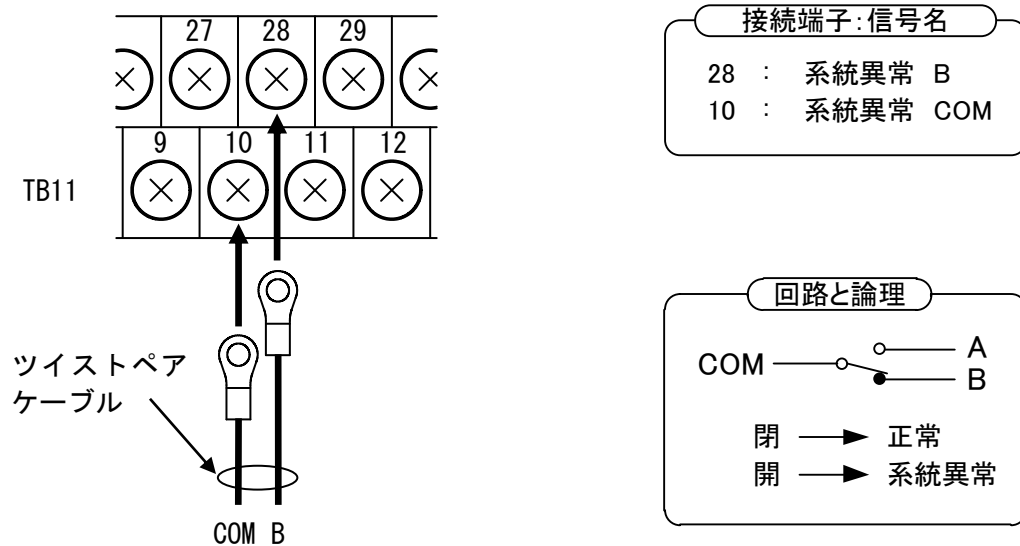 27 28 29
9 10 11 12
TB11
ツイストペア
ケーブル
COM B
接続端子:信号名
28 : 系統異常 B
10 : 系統異常 COM
回路と論理
A
COM
B
閉 → 正常
開 → 系統異常